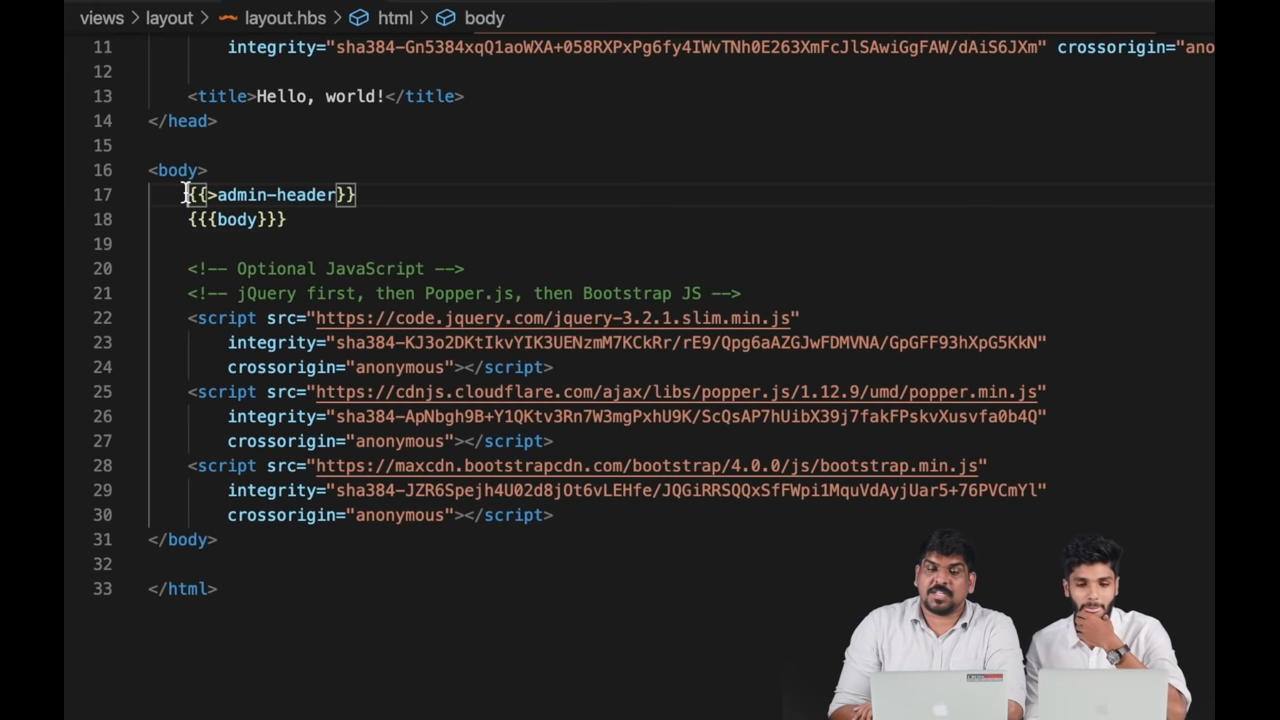 views > layout > layout.hbs > html > body
11 integrity="sha384-Gn5384xqQ1aoWXA+058RXPxPg6fy4IWvTNh0E263XmFcJlSAwiGgFAW/dAiS6JXm" crossorigin="ano
12
13 <title>Hello, world!</title>
14 </head>
15
16 <body>
17 {{>admin-header}}
18 {{{body}}}
19
20 <!-- Optional JavaScript -->
21 <!-- jQuery first, then Popper.js, then Bootstrap JS -->
22 <script src="https://code.jquery.com/jquery-3.2.1.slim.min.js"
23 integrity="sha384-KJ3o2DKtIkvYIK3UENzmM7KCkRr/rE9/Qpg6aAZGJwFDMVNA/GpGFF93hXpG5KkN"
24 crossorigin="anonymous"></script>
25 <script src="https://cdnjs.cloudflare.com/ajax/libs/popper.js/1.12.9/umd/popper.min.js"
26 integrity="sha384-ApNbgh9B+Y1QKtv3Rn7W3mgPxhU9K/ScQsAP7hUibX39j7fakFPskvXusvfa0b4Q"
27 crossorigin="anonymous"></script>
28 <script src="https://maxcdn.bootstrapcdn.com/bootstrap/4.0.0/js/bootstrap.min.js"
29 integrity="sha384-JZR6Spejh4U02d8jOt6vLEHfe/JQGiRRSQQxSfFWpi1MquVdAyjUar5+76PVCmYl"
30 crossorigin="anonymous"></script>
31 </body>
32
33 </html>